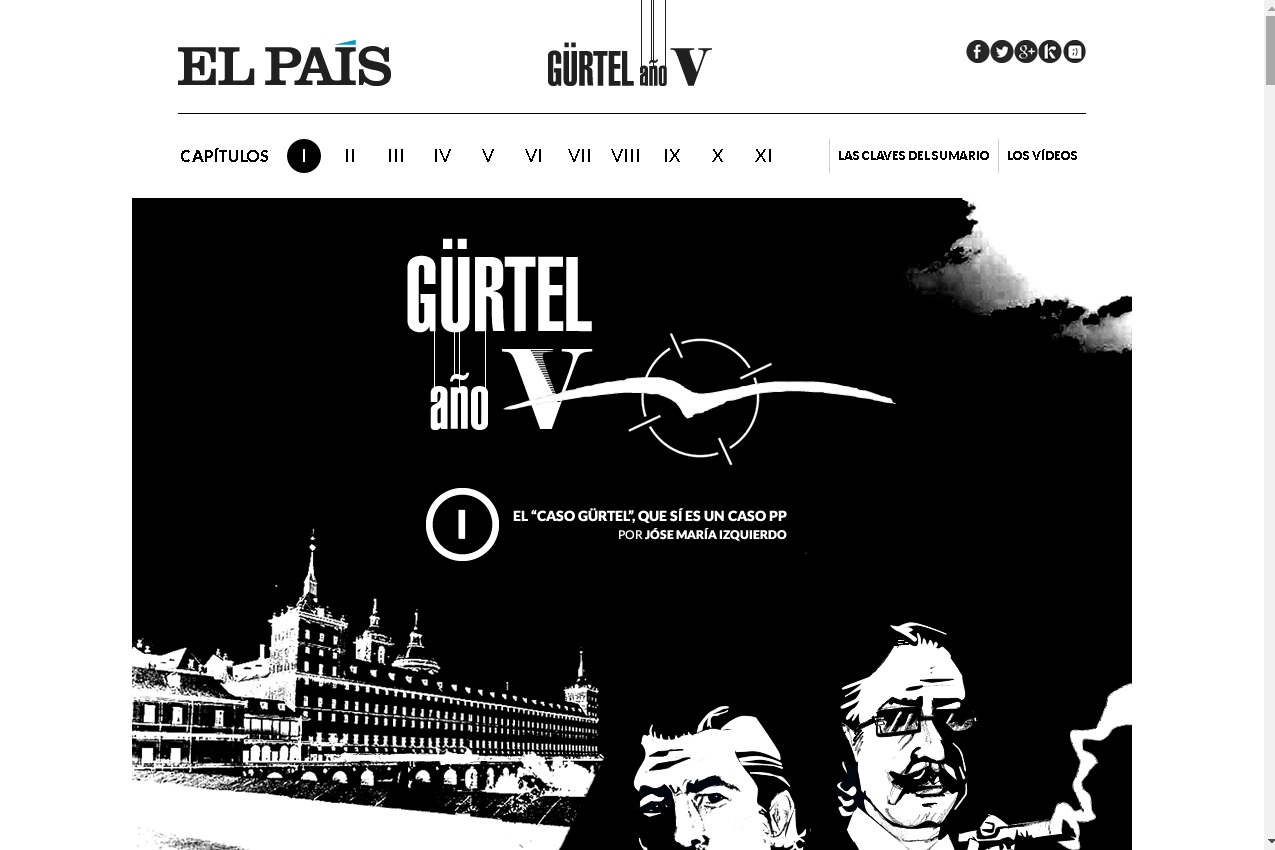 EL PAÍS
GÜRTEL año V
CAPÍTULOS I II III IV V VI VII VIII IX X XI LAS CLAVES DEL SUMARIO LOS VÍDEOS
GÜRTEL
año V
I
EL “CASO GÜRTEL”, QUE SÍ ES UN CASO PP
POR JÓSE MARÍA IZQUIERDO